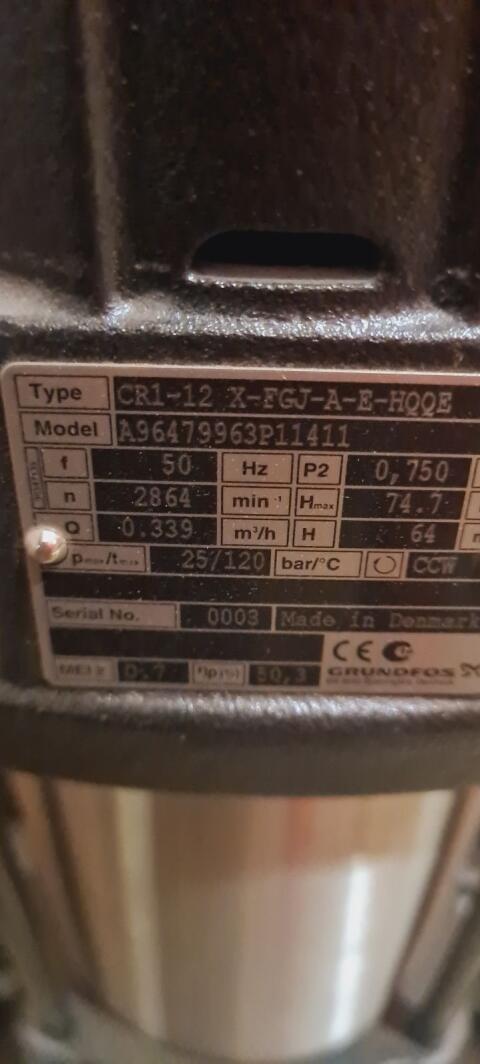 Type CR1-12 X-FGJ-A-E-HQQE
Model A96479963P11411
f 50 Hz P2 0,750
n 2864 min⁻¹ Hmax 74.7
Q 0.339 m³/h H 64
pmax/tmax 25/120 bar/°C CCW
Serial No. 0003 Made in Denmark
CE
MEI ≥ 0.7 ηp(%) 50,3 GRUNDFOS